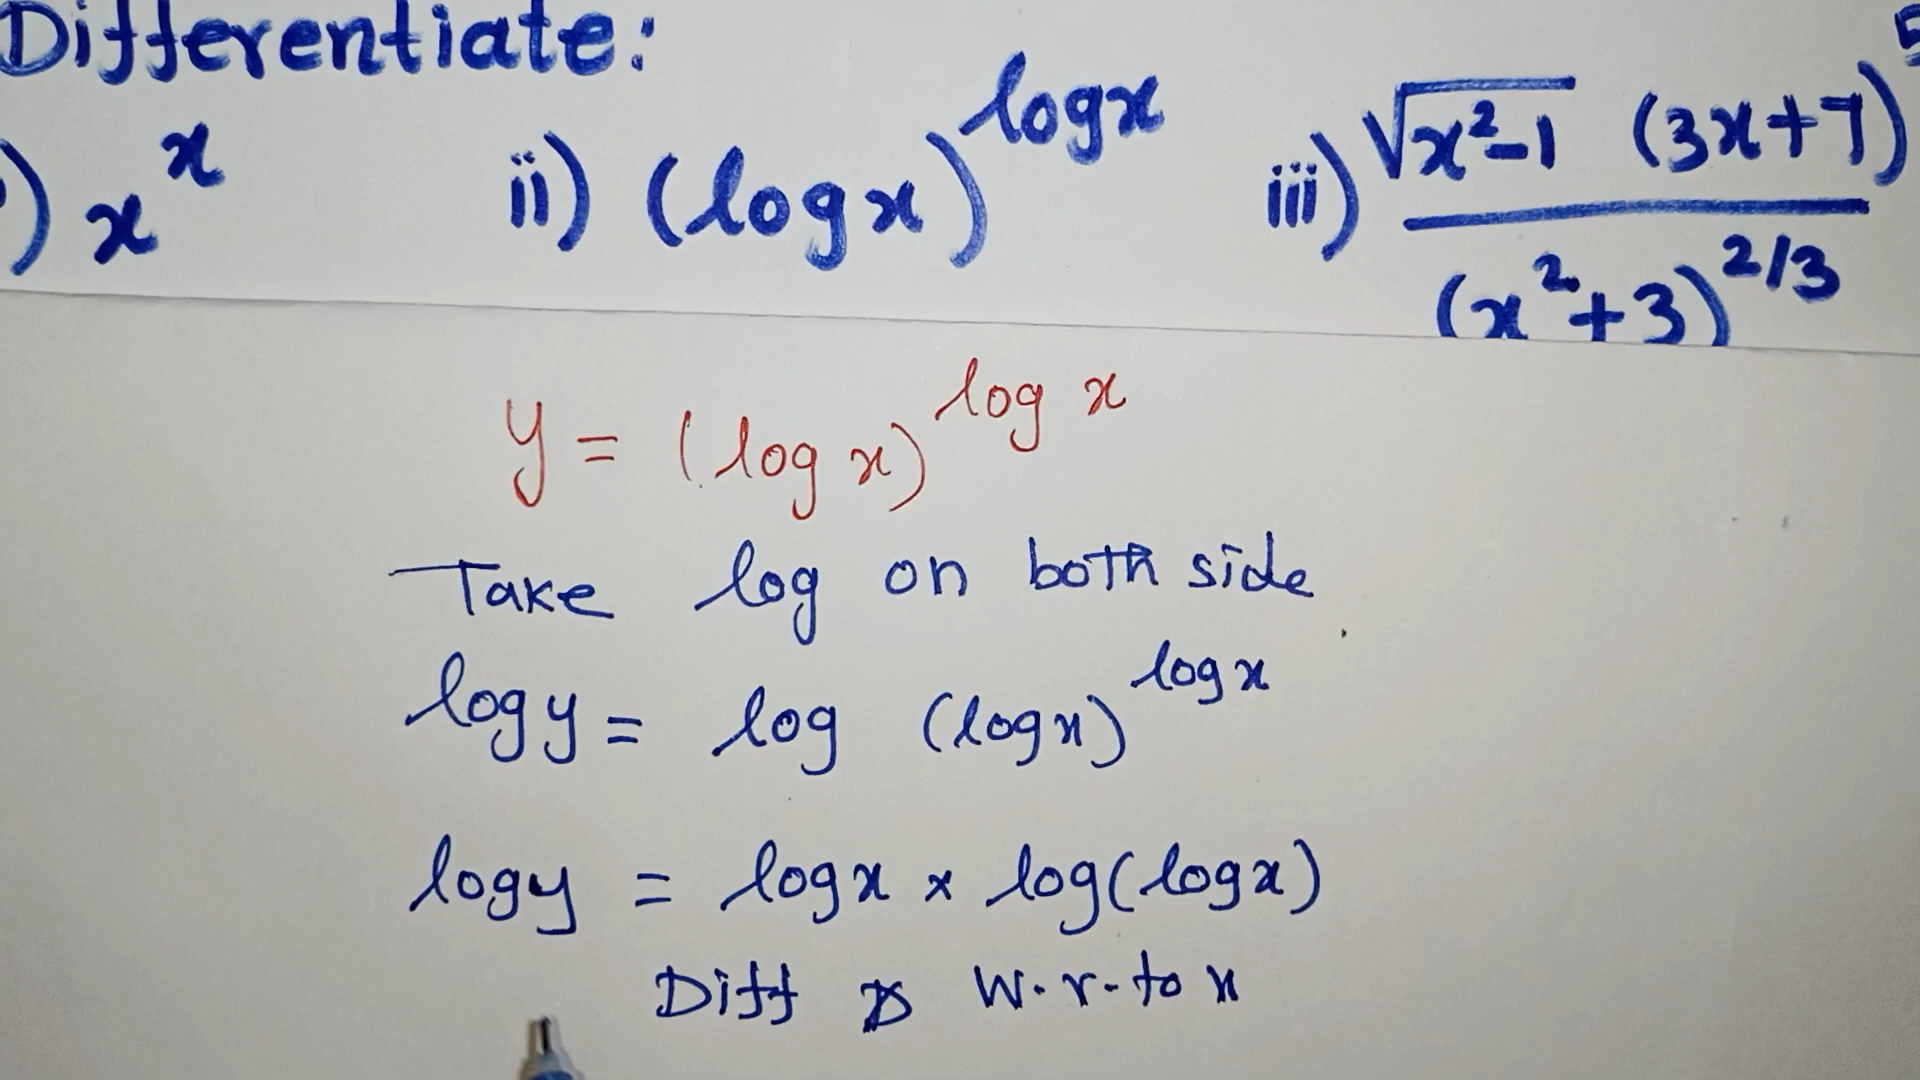 Differentiate:
) x^x ii) (log x)^log x iii) √x²-1 (3x+7)^5 / (x²+3)^2/3
y = (log x)^log x
Take log on both side
log y = log (log x)^log x
log y = log x × log(log x)
Diff w.r.to x